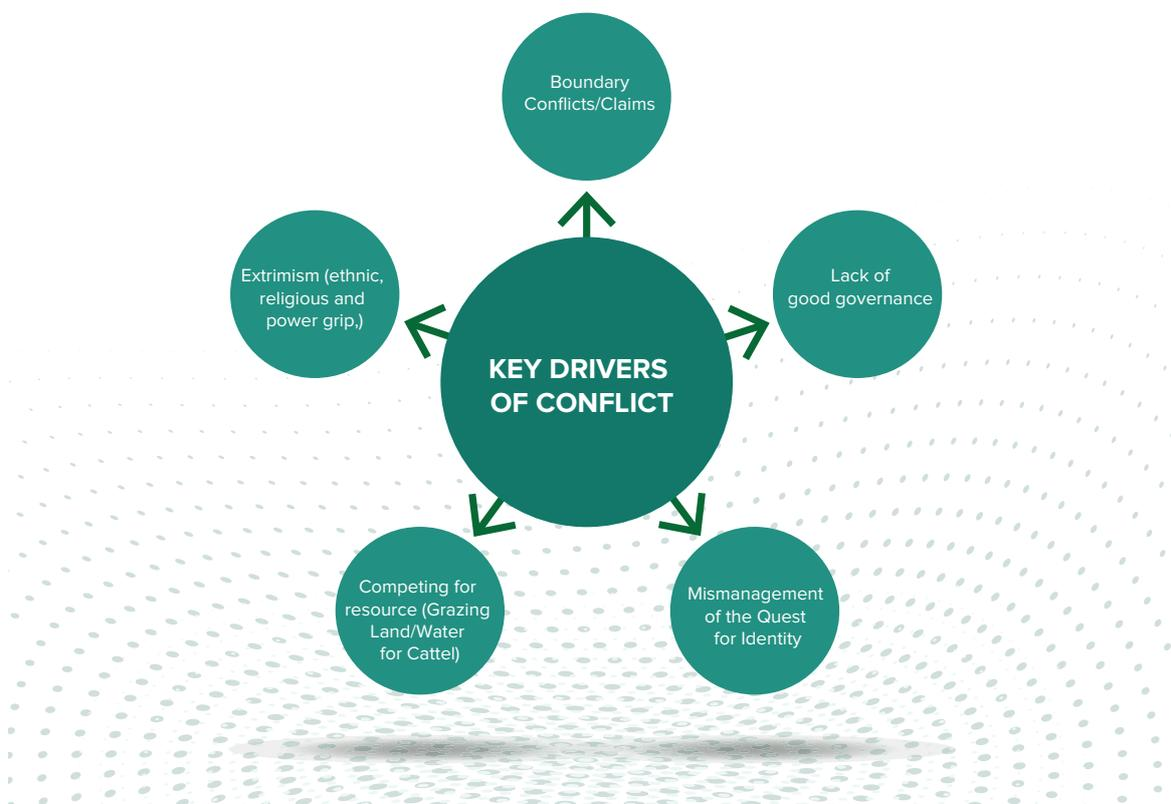 Boundary
Conflicts/Claims
Extrimism (ethnic,
religious and
power grip,)
Lack of
good governance
KEY DRIVERS
OF CONFLICT
Competing for
resource (Grazing
Land/Water
for Cattel)
Mismanagement
of the Quest
for Identity